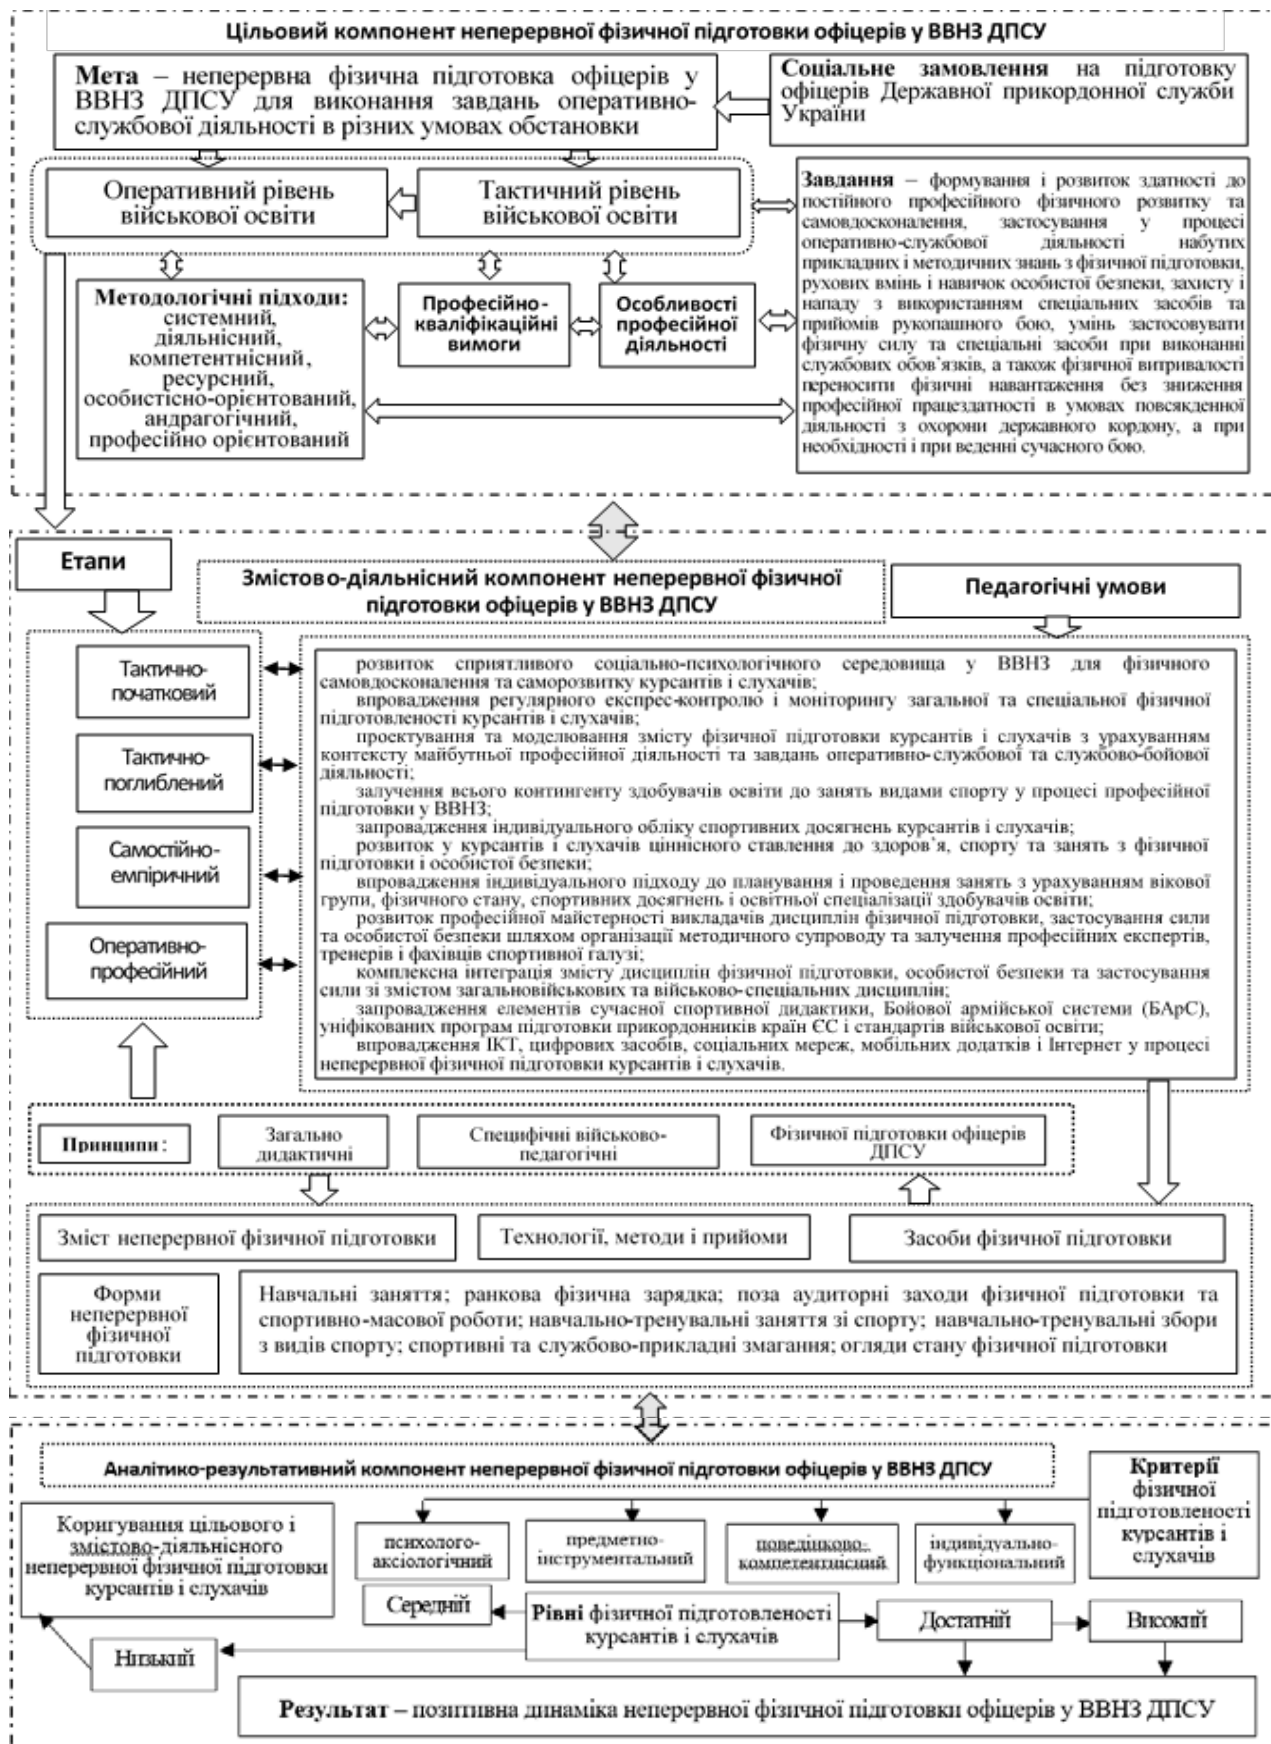 Цільовий компонент неперервної фізичної підготовки офіцерів у ВВНЗ ДПСУ
Мета – неперервна фізична підготовка офіцерів у
ВВНЗ ДПСУ для виконання завдань оперативно-
службової діяльності в різних умовах обстановки
Соціальне замовлення на підготовку
офіцерів Державної прикордонної служби
України
Оперативний рівень
військової освіти
Тактичний рівень
військової освіти
Завдання – формування і розвиток здатності до
постійного професійного фізичного розвитку та
самовдосконалення, застосування у процесі
оперативно-службової діяльності набутих
прикладних і методичних знань з фізичної підготовки,
рухових вмінь і навичок особистої безпеки, захисту і
нападу з використанням спеціальних засобів та
прийомів рукопашного бою, умінь застосовувати
фізичну силу та спеціальні засоби при виконанні
службових обов’язків, а також фізичної витривалості
переносити фізичні навантаження без зниження
професійної працездатності в умовах повсякденної
діяльності з охорони державного кордону, а при
необхідності і при веденні сучасного бою.
Методологічні підходи:
системний,
діяльнісний,
компетентнісний,
ресурсний,
особистісно-орієнтований,
андрагогічний,
професійно орієнтований
Професійно-
кваліфікаційні
вимоги
Особливості
професійної
діяльності
Етапи
Змістово-діяльнісний компонент неперервної фізичної
підготовки офіцерів у ВВНЗ ДПСУ
Педагогічні умови
Тактично-
початковий
Тактично-
поглиблений
Самостійно-
емпіричний
Оперативно-
професійний
розвиток сприятливого соціально-психологічного середовища у ВВНЗ для фізичного
самовдосконалення та саморозвитку курсантів і слухачів;
впровадження регулярного експрес-контролю і моніторингу загальної та спеціальної фізичної
підготовленості курсантів і слухачів;
проектування та моделювання змісту фізичної підготовки курсантів і слухачів з урахуванням
контексту майбутньої професійної діяльності та завдань оперативно-службової та службово-бойової
діяльності;
залучення всього контингенту здобувачів освіти до занять видами спорту у процесі професійної
підготовки у ВВНЗ;
запровадження індивідуального обліку спортивних досягнень курсантів і слухачів;
розвиток у курсантів і слухачів ціннісного ставлення до здоров’я, спорту та занять з фізичної
підготовки і особистої безпеки;
впровадження індивідуального підходу до планування і проведення занять з урахуванням вікової
групи, фізичного стану, спортивних досягнень і освітньої спеціалізації здобувачів освіти;
розвиток професійної майстерності викладачів дисциплін фізичної підготовки, застосування сили
та особистої безпеки шляхом організації методичного супроводу та залучення професійних експертів,
тренерів і фахівців спортивної галузі;
комплексна інтеграція змісту дисциплін фізичної підготовки, особистої безпеки та застосування
сили зі змістом загальновійськових та військово-спеціальних дисциплін;
запровадження елементів сучасної спортивної дидактики, Бойової армійської системи (БАрС),
уніфікованих програм підготовки прикордонників країн ЄС і стандартів військової освіти;
впровадження ІКТ, цифрових засобів, соціальних мереж, мобільних додатків і Інтернет у процесі
неперервної фізичної підготовки курсантів і слухачів.
Принципи:
Загально
дидактичні
Специфічні військово-
педагогічні
Фізичної підготовки офіцерів
ДПСУ
Зміст неперервної фізичної підготовки
Технології, методи і прийоми
Засоби фізичної підготовки
Форми
неперервної
фізичної
підготовки
Навчальні заняття; ранкова фізична зарядка; поза аудиторні заходи фізичної підготовки та
спортивно-масової роботи; навчально-тренувальні заняття зі спорту; навчально-тренувальні збори
з видів спорту; спортивні та службово-прикладні змагання; огляди стану фізичної підготовки
Аналітико-результативний компонент неперервної фізичної підготовки офіцерів у ВВНЗ ДПСУ
Критерії
фізичної
підготовленості
курсантів і
слухачів
Коригування цільового і
змістово-діяльнісного
неперервної фізичної підготовки
курсантів і слухачів
психолого-
аксіологічний
предметно-
інструментальний
поведінково-
компетентнісний
індивідуально-
функціональний
Середній
Рівні фізичної підготовленості
курсантів і слухачів
Достатній
Високий
Низький
Результат – позитивна динаміка неперервної фізичної підготовки офіцерів у ВВНЗ ДПСУ